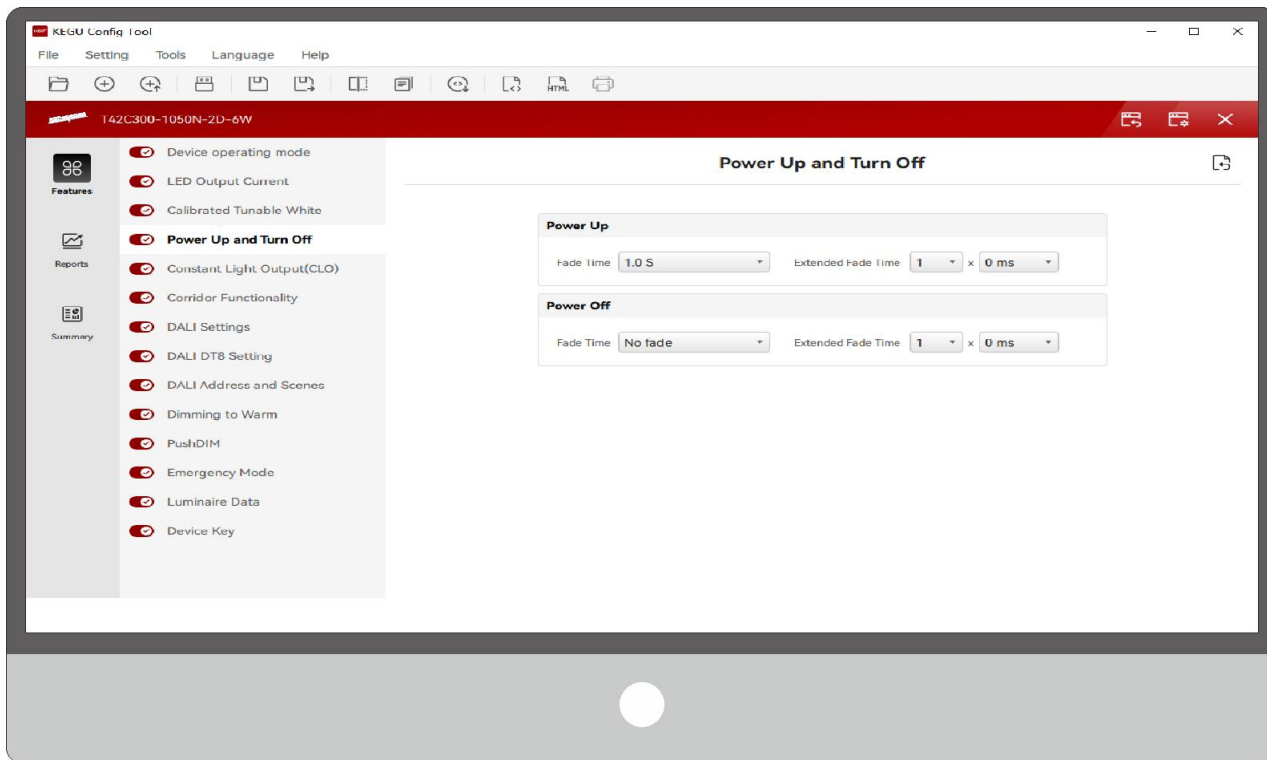 KEGU Config Tool
File Setting Tools Language Help
HTML
T42C300-1050N-2D-6W
Features
Reports
Summary
Device operating mode
LED Output Current
Calibrated Tunable White
Power Up and Turn Off
Constant Light Output(CLO)
Corridor Functionality
DALI Settings
DALI DT8 Setting
DALI Address and Scenes
Dimming to Warm
PushDIM
Emergency Mode
Luminaire Data
Device Key
Power Up and Turn Off
Power Up
Fade Time 1.0 S Extended Fade Time 1 x 0 ms
Power Off
Fade Time No fade Extended Fade Time 1 x 0 ms